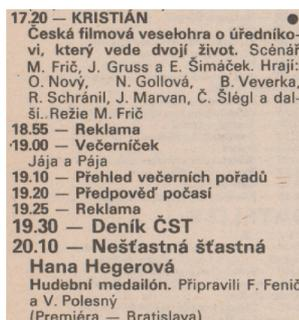 17.20 — KRISTIÁN ●
Česká filmová veselohra o úředníko-
vi, který vede dvojí život. Scénář
M. Frič, J. Gruss a E. Šimáček. Hrají:
O. Nový, N. Gollová, B. Veverka,
R. Schránil, J. Marvan, Č. Šlégl a dal-
ší. Režie M. Frič
18.55 — Reklama
19.00 — Večerníček
Jája a Pája
19.10 — Přehled večerních pořadů
19.20 — Předpověď počasí
19.25 — Reklama
19.30 — Deník ČST
20.10 — Nešťastná šťastná
Hana Hegerová
Hudební medailón. Připravili F. Fenič
a V. Polesný
(Premiéra — Bratislava)